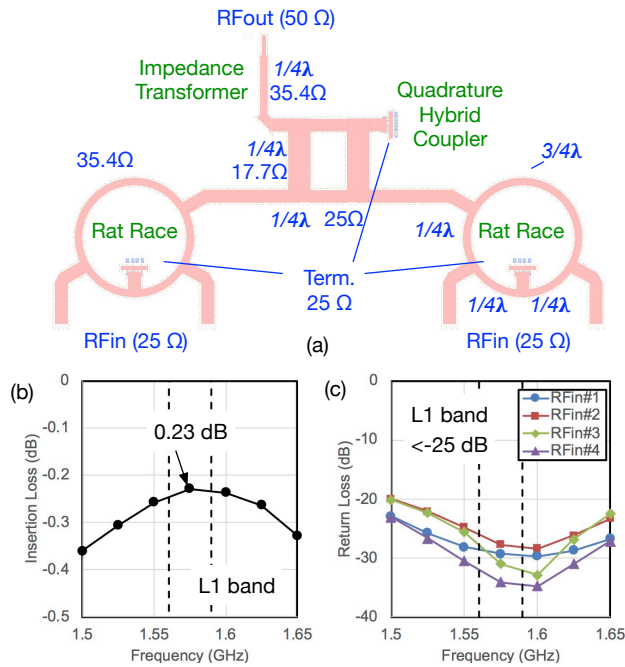 RFout (50 Ω)
Impedance
Transformer
1/4λ
35.4Ω
Quadrature
Hybrid
Coupler
35.4Ω
1/4λ
17.7Ω
3/4λ
1/4λ
25Ω
1/4λ
Rat Race
Rat Race
Term.
25 Ω
1/4λ
1/4λ
RFin (25 Ω)
RFin (25 Ω)
(a)
(b)
0
-0.1
-0.2
-0.3
-0.4
-0.5
Insertion Loss (dB)
0.23 dB
L1 band
1.5
1.55
1.6
1.65
Frequency (GHz)
(c)
0
-10
-20
-30
-40
Return Loss (dB)
L1 band
<-25 dB
RFin#1
RFin#2
RFin#3
RFin#4
1.5
1.55
1.6
1.65
Frequency (GHz)